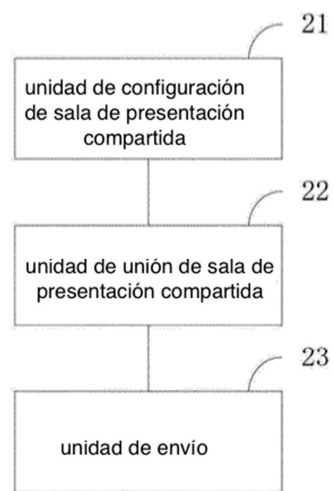 21
unidad de configuración
de sala de presentación
compartida
22
unidad de unión de sala de
presentación compartida
23
unidad de envío